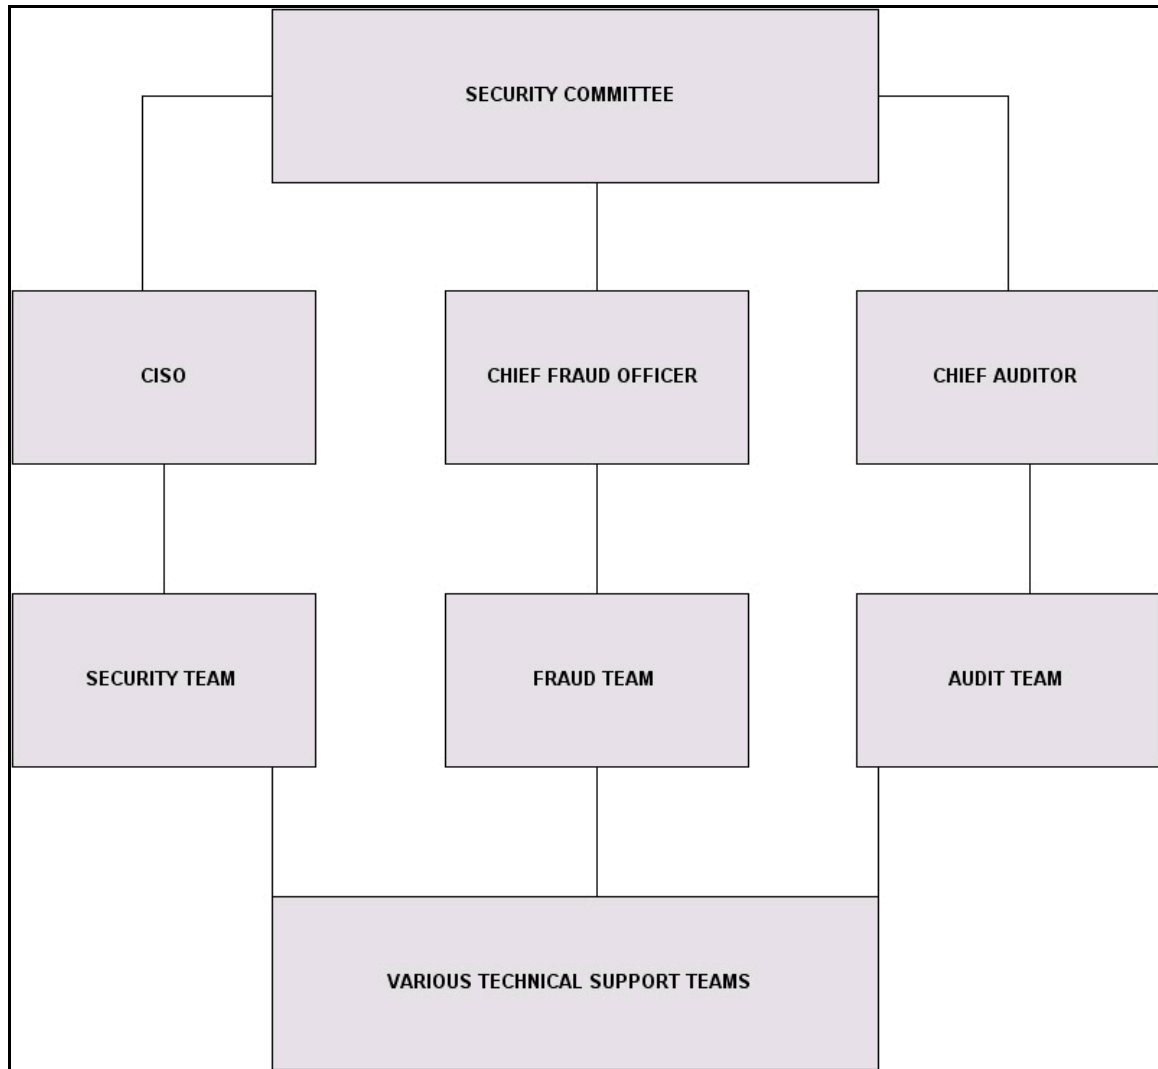 SECURITY COMMITTEE
CISO
CHIEF FRAUD OFFICER
CHIEF AUDITOR
SECURITY TEAM
FRAUD TEAM
AUDIT TEAM
VARIOUS TECHNICAL SUPPORT TEAMS